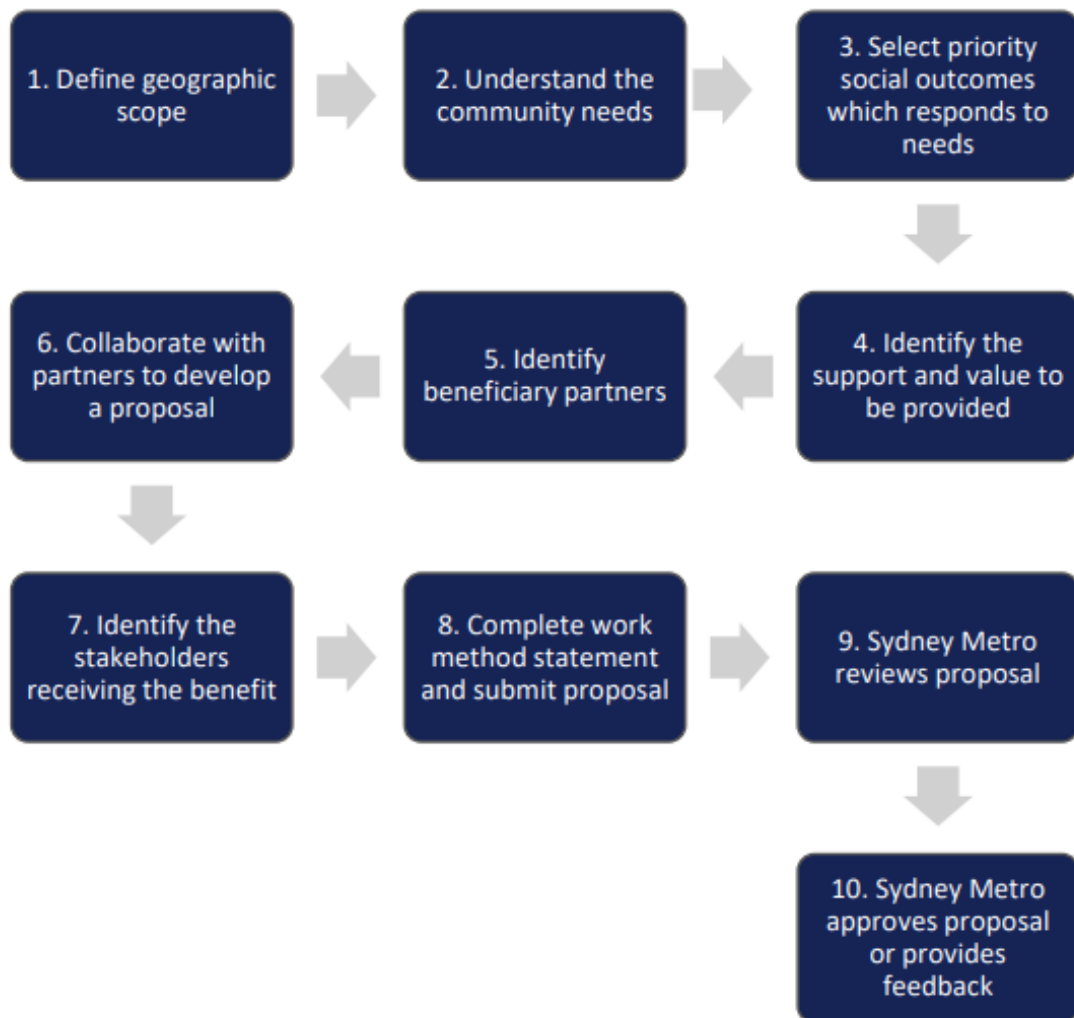 1. Define geographic
scope
2. Understand the
community needs
3. Select priority
social outcomes
which responds to
needs
4. Identify the
support and value to
be provided
5. Identify
beneficiary partners
6. Collaborate with
partners to develop
a proposal
7. Identify the
stakeholders
receiving the benefit
8. Complete work
method statement
and submit proposal
9. Sydney Metro
reviews proposal
10. Sydney Metro
approves proposal
or provides
feedback